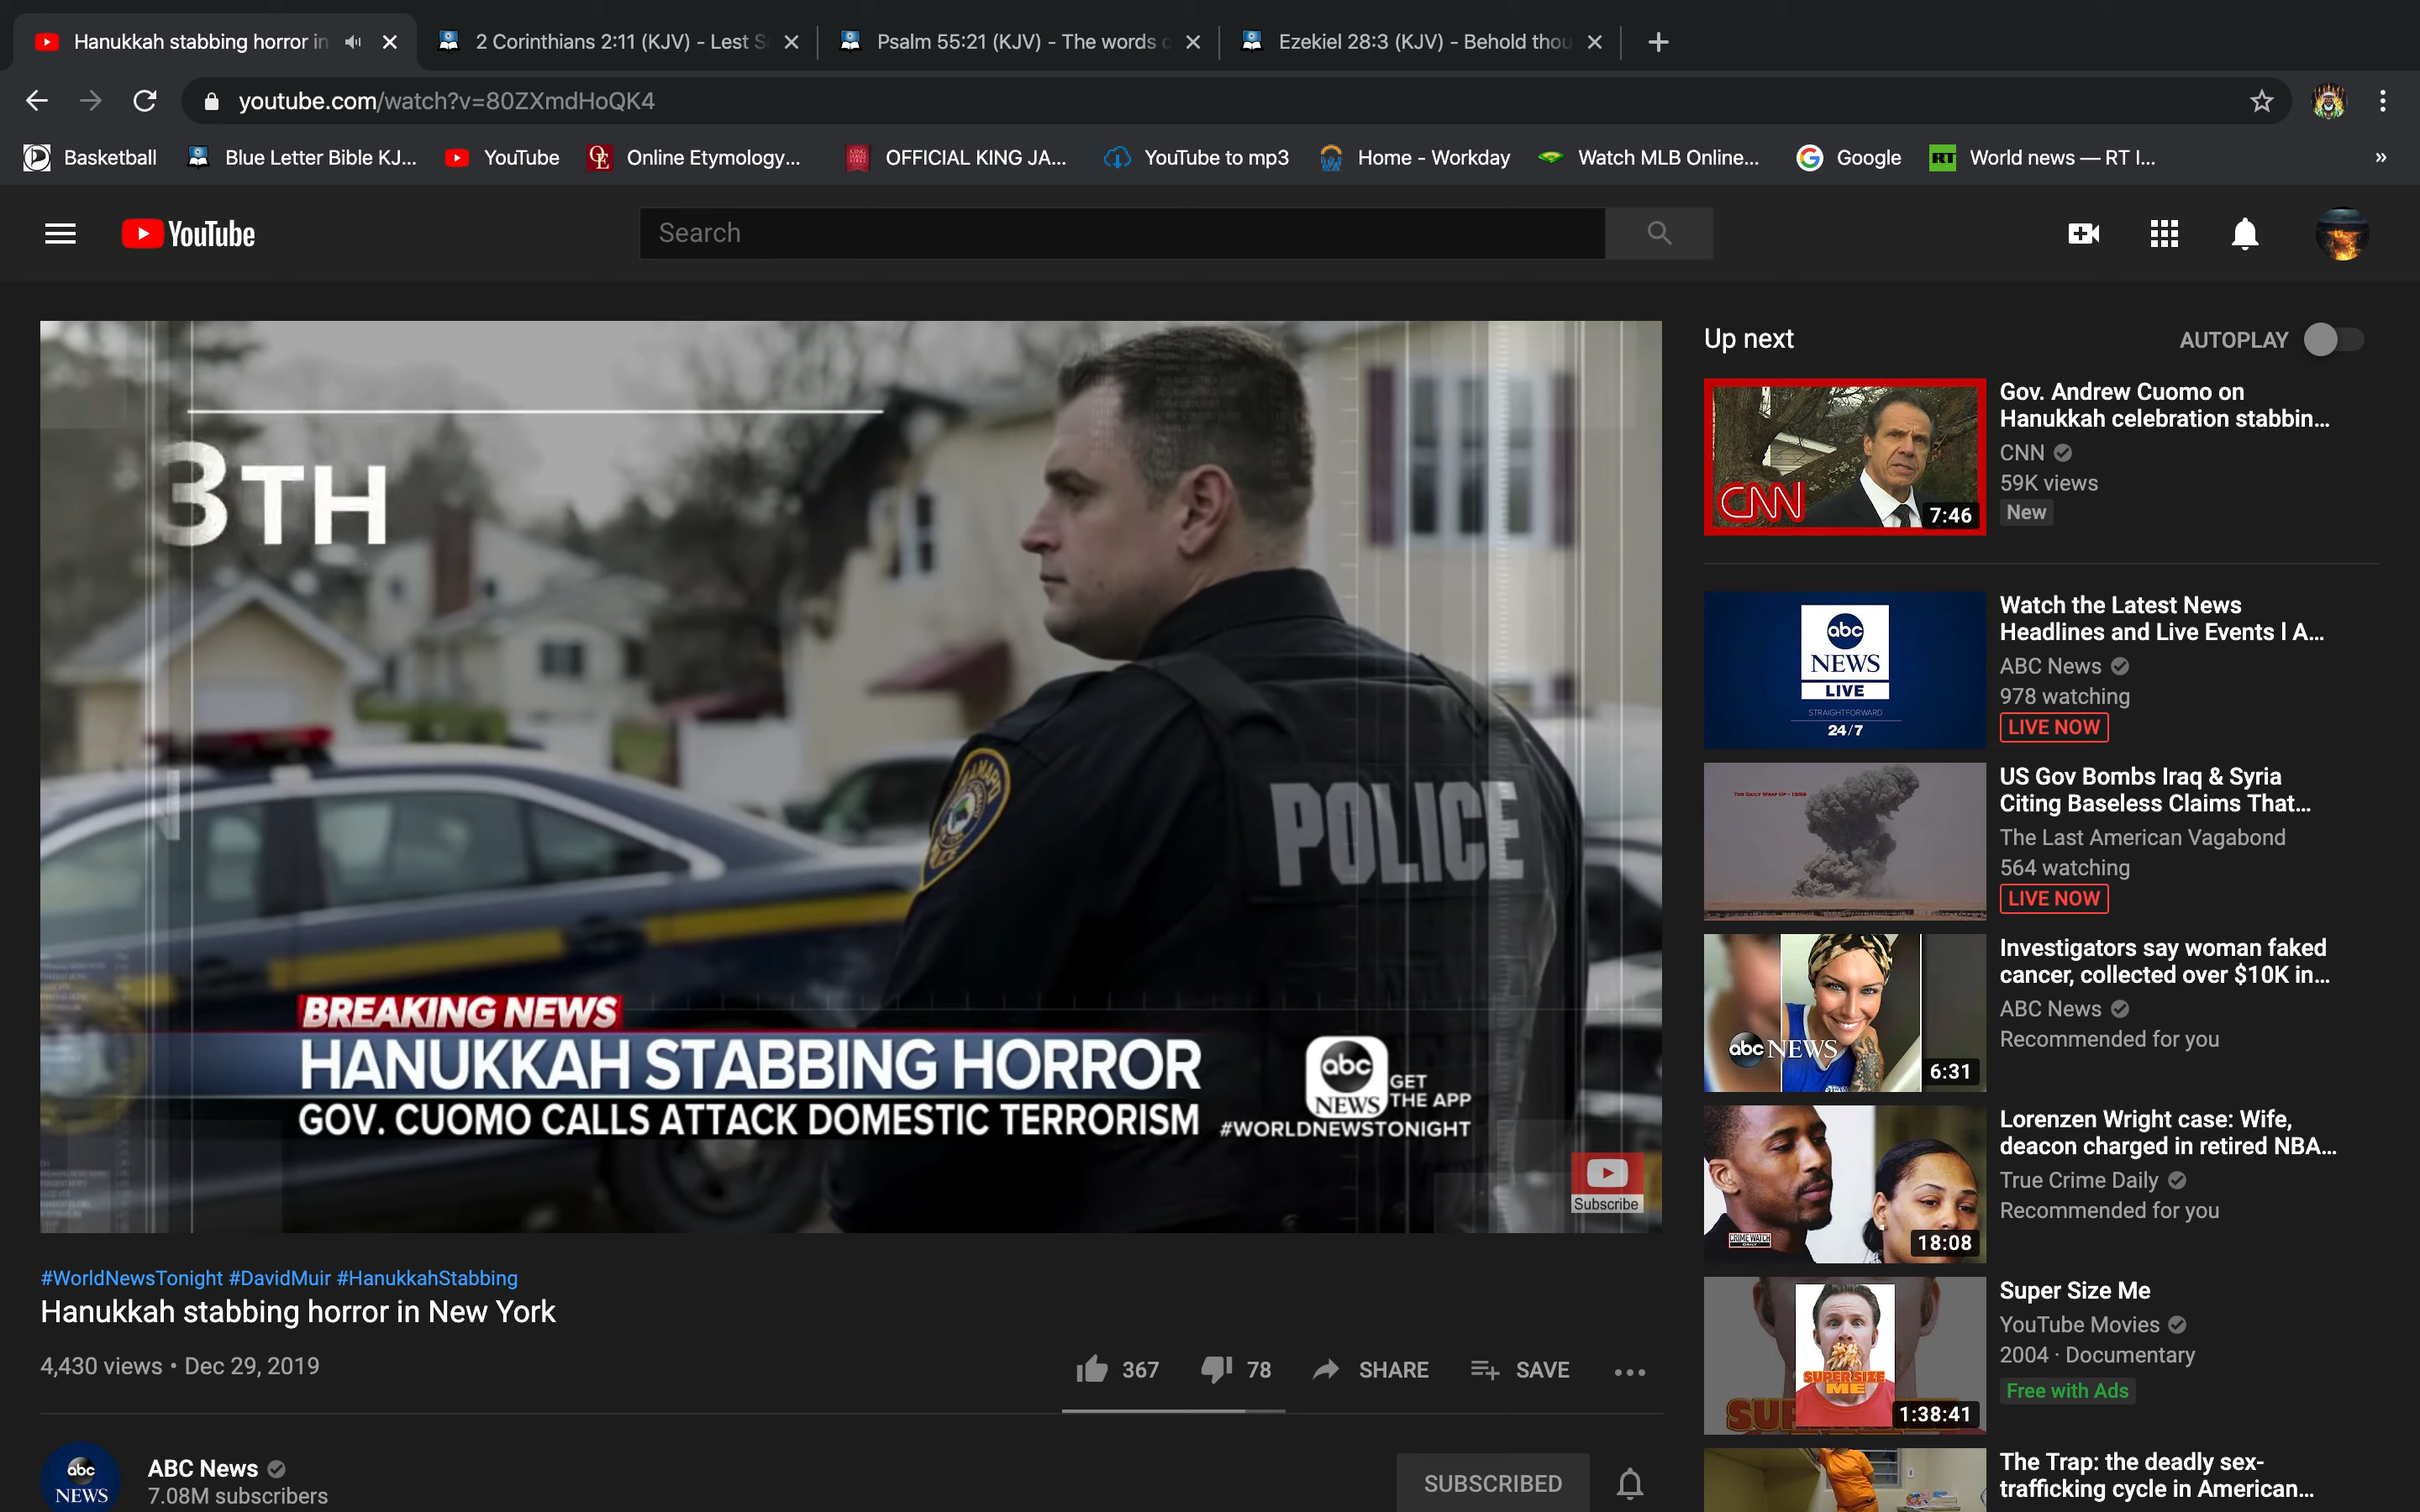 Hanukkah stabbing horror in
2 Corinthians 2:11 (KJV) - Lest S
Psalm 55:21 (KJV) - The words o
Ezekiel 28:3 (KJV) - Behold thou
youtube.com/watch?v=80ZXmdHoQK4
Basketball
Blue Letter Bible KJ...
YouTube
Online Etymology...
OFFICIAL KING JA...
YouTube to mp3
Home - Workday
Watch MLB Online...
Google
World news — RT I...
»
YouTube
Search
3TH
POLICE
BREAKING NEWS
HANUKKAH STABBING HORROR
GOV. CUOMO CALLS ATTACK DOMESTIC TERRORISM
abc
NEWS
GET
THE APP
#WORLDNEWSTONIGHT
Subscribe
#WorldNewsTonight #DavidMuir #HanukkahStabbing
Hanukkah stabbing horror in New York
4,430 views • Dec 29, 2019
367
78
SHARE
SAVE
abc
NEWS
ABC News
7.08M subscribers
SUBSCRIBED
Up next
AUTOPLAY
CNN
7:46
Gov. Andrew Cuomo on
Hanukkah celebration stabbin...
CNN
59K views
New
abc
NEWS
LIVE
STRAIGHTFORWARD
24/7
Watch the Latest News
Headlines and Live Events l A...
ABC News
978 watching
LIVE NOW
US Gov Bombs Iraq & Syria
Citing Baseless Claims That...
The Last American Vagabond
564 watching
LIVE NOW
abc NEWS
6:31
Investigators say woman faked
cancer, collected over $10K in...
ABC News
Recommended for you
CRIME WATCH
DAILY
18:08
Lorenzen Wright case: Wife,
deacon charged in retired NBA...
True Crime Daily
Recommended for you
SUPER SIZE
ME
1:38:41
Super Size Me
YouTube Movies
2004 · Documentary
Free with Ads
The Trap: the deadly sex-
trafficking cycle in American...